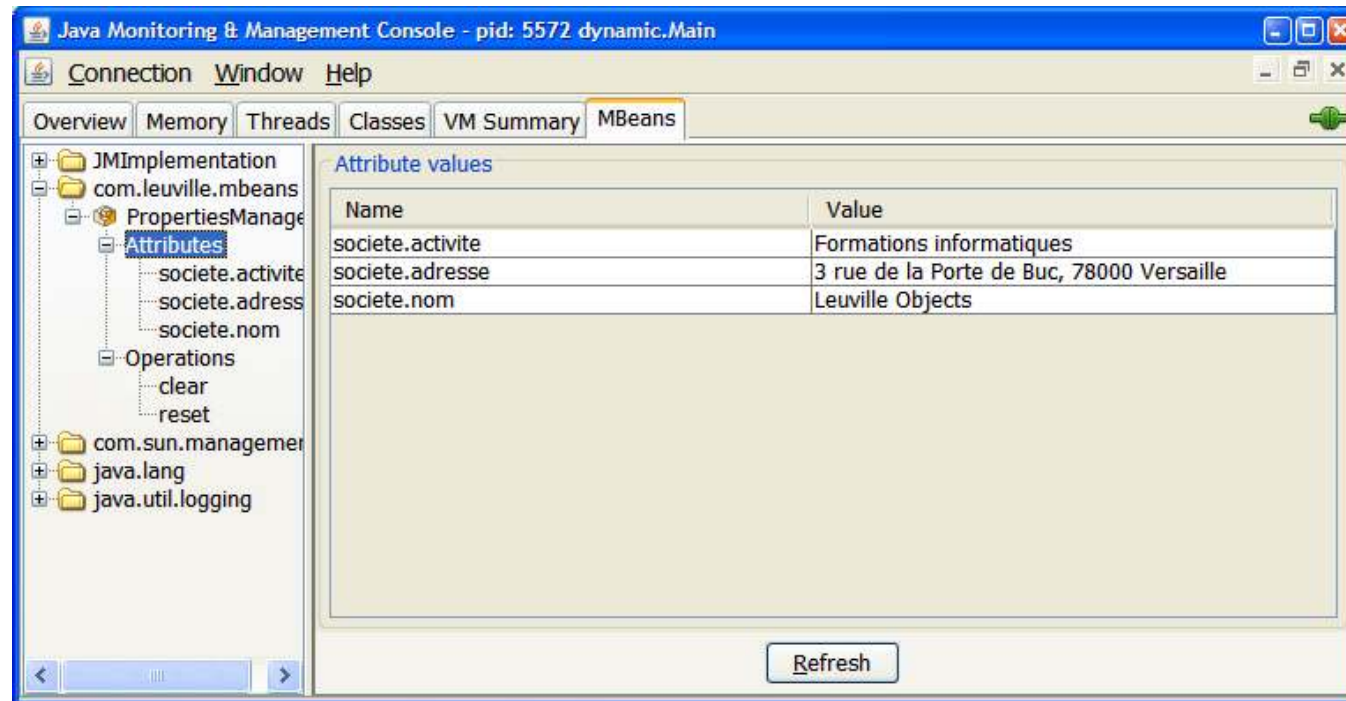 Java Monitoring & Management Console - pid: 5572 dynamic.Main
Connection Window Help
Overview Memory Threads Classes VM Summary MBeans
JMImplementation
com.leuville.mbeans
PropertiesManage
Attributes
societe.activite
societe.adress
societe.nom
Operations
clear
reset
com.sun.managemer
java.lang
java.util.logging
Attribute values
Name Value
societe.activite Formations informatiques
societe.adresse 3 rue de la Porte de Buc, 78000 Versaille
societe.nom Leuville Objects
Refresh